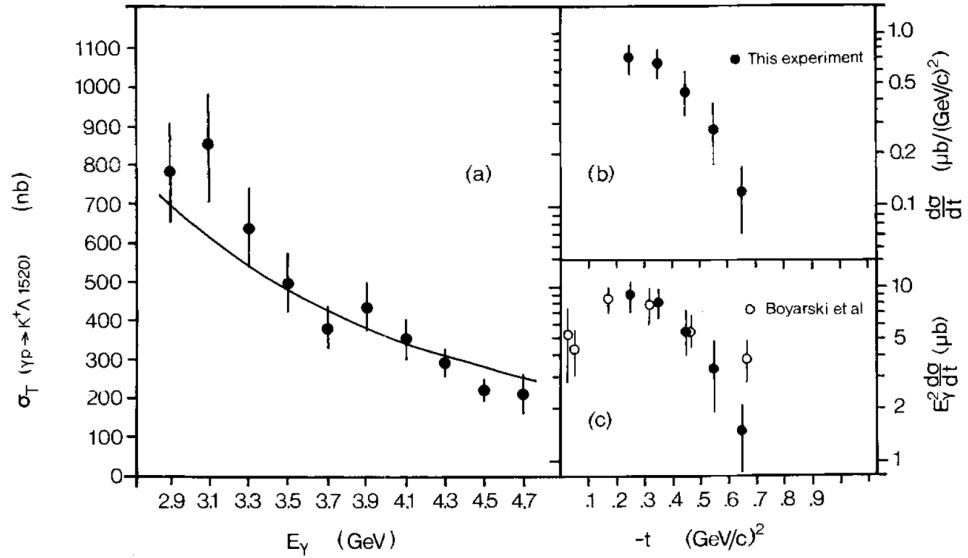 1100
1000
900
800
700
600
500
400
300
200
100
0
σT (γp→K⁺Λ1520) (nb)
(a)
2.9 3.1 3.3 3.5 3.7 3.9 4.1 4.3 4.5 4.7
Eγ (GeV)
This experiment
(b)
1.0
0.5
0.2
0.1
dσ/dt (μb/(GeV/c)²)
Boyarski et al
(c)
10
5
2
1
Eγ² dσ/dt (μb)
.1 .2 .3 .4 .5 .6 .7 .8 .9
-t (GeV/c)²